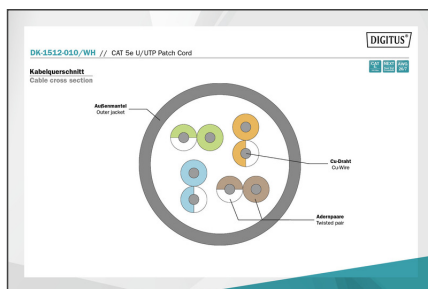 DIGITUS®
DK-1512-010/WH // CAT 5e U/UTP Patch Cord
Kabelquerschnitt
Cable cross section
Außenmantel
Outer jacket
Cu-Draht
Cu-Wire
Aderpaare
Twisted pair